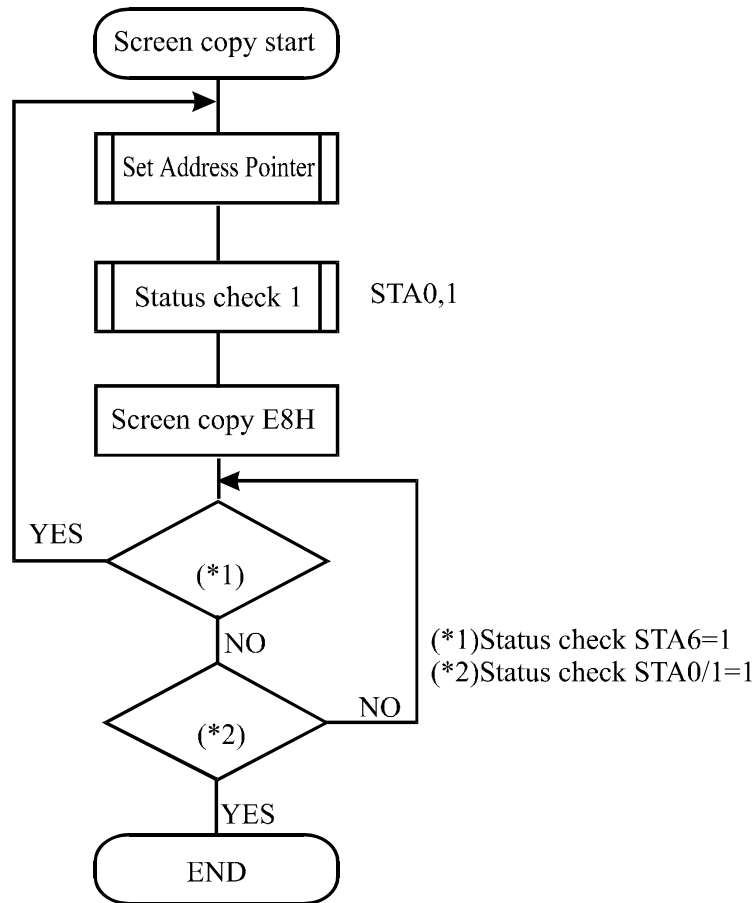 Screen copy start
Set Address Pointer
Status check 1
STA0,1
Screen copy E8H
YES
(*1)
NO
(*1)Status check STA6=1
(*2)Status check STA0/1=1
(*2)
NO
YES
END